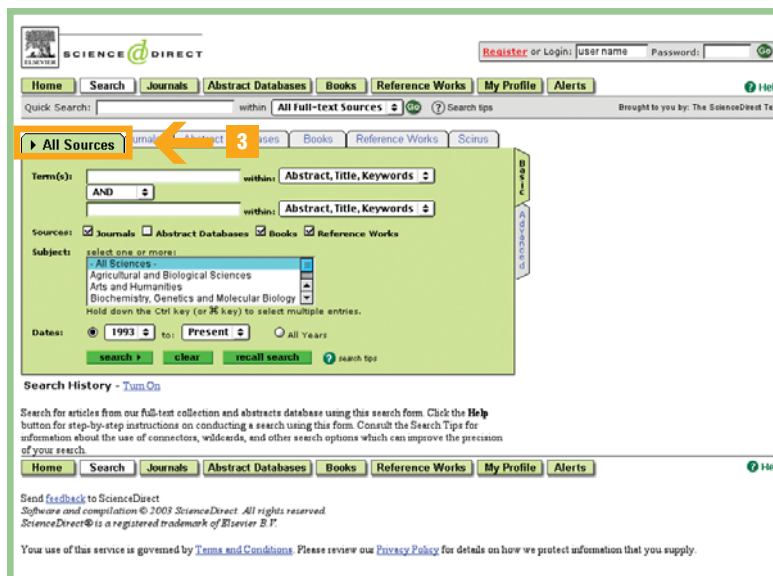 ELSEVIER
SCIENCE @ DIRECT
Register or Login: user name Password: Go
Home Search Journals Abstract Databases Books Reference Works My Profile Alerts
Quick Search: within All Full-text Sources Go ? Search tips Brought to you by: The ScienceDirect
All Sources 3 Books Reference Works Scirus
Basic
Advanced
Term(s): within: Abstract, Title, Keywords
AND
within: Abstract, Title, Keywords
Sources: Journals Abstract Databases Books Reference Works
Subject: select one or more:
- All Sciences -
Agricultural and Biological Sciences
Arts and Humanities
Biochemistry, Genetics and Molecular Biology
Hold down the Ctrl key (or ⌘ key) to select multiple entries.
Dates: 1993 to: Present All Years
search clear recall search ? search tips
Search History - Turn On
Search for articles from our full-text collection and abstracts database using this search form. Click the Help
button for step-by-step instructions on conducting a search using this form. Consult the Search Tips for
information about the use of connectors, wildcards, and other search options which can improve the precision
of your search.
Home Search Journals Abstract Databases Books Reference Works My Profile Alerts
Send feedback to ScienceDirect
Software and compilation © 2003 ScienceDirect. All rights reserved.
ScienceDirect® is a registered trademark of Elsevier B.V.
Your use of this service is governed by Terms and Conditions. Please review our Privacy Policy for details on how we protect information that you supply.